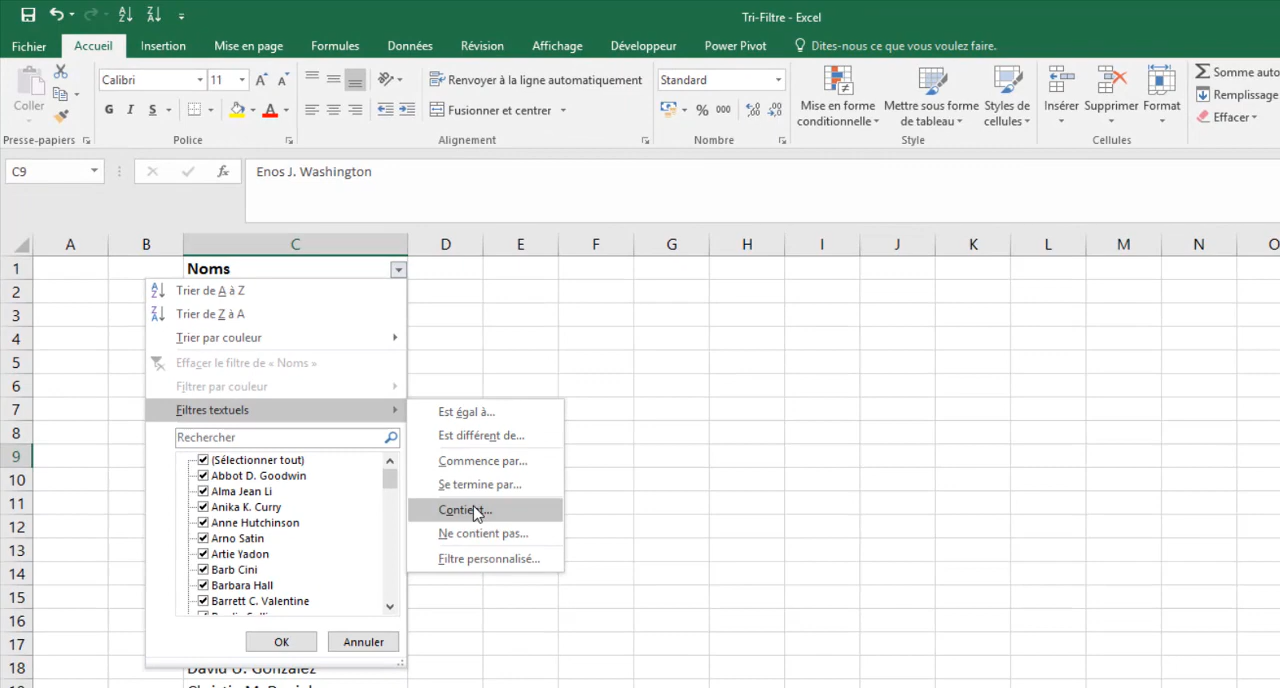 Tri-Filtre - Excel
Fichier Accueil Insertion Mise en page Formules Données Révision Affichage Développeur Power Pivot Dites-nous ce que vous voulez faire.
Calibri 11 Renvoyer à la ligne automatiquement Standard Somme auto
Coller G I S Fusionner et centrer % 000 Mise en forme conditionnelle Mettre sous forme de tableau Styles de cellules Insérer Supprimer Format Remplissage
Effacer
Presse-papiers Police Alignement Nombre Style Cellules
C9 fx Enos J. Washington
A B C D E F G H I J K L M N O
1 Noms
2 Trier de A à Z
3 Trier de Z à A
4 Trier par couleur
5 Effacer le filtre de « Noms »
6 Filtrer par couleur
7 Filtres textuels Est égal à...
8 Rechercher Est différent de...
9 (Sélectionner tout) Commence par...
10 Abbot D. Goodwin Se termine par...
Alma Jean Li
11 Anika K. Curry Contient...
12 Anne Hutchinson Ne contient pas...
Arno Satin
13 Artie Yadon Filtre personnalisé...
14 Barb Cini
Barbara Hall
15 Barrett C. Valentine
16
17 OK Annuler
18 David O. Gonzalez